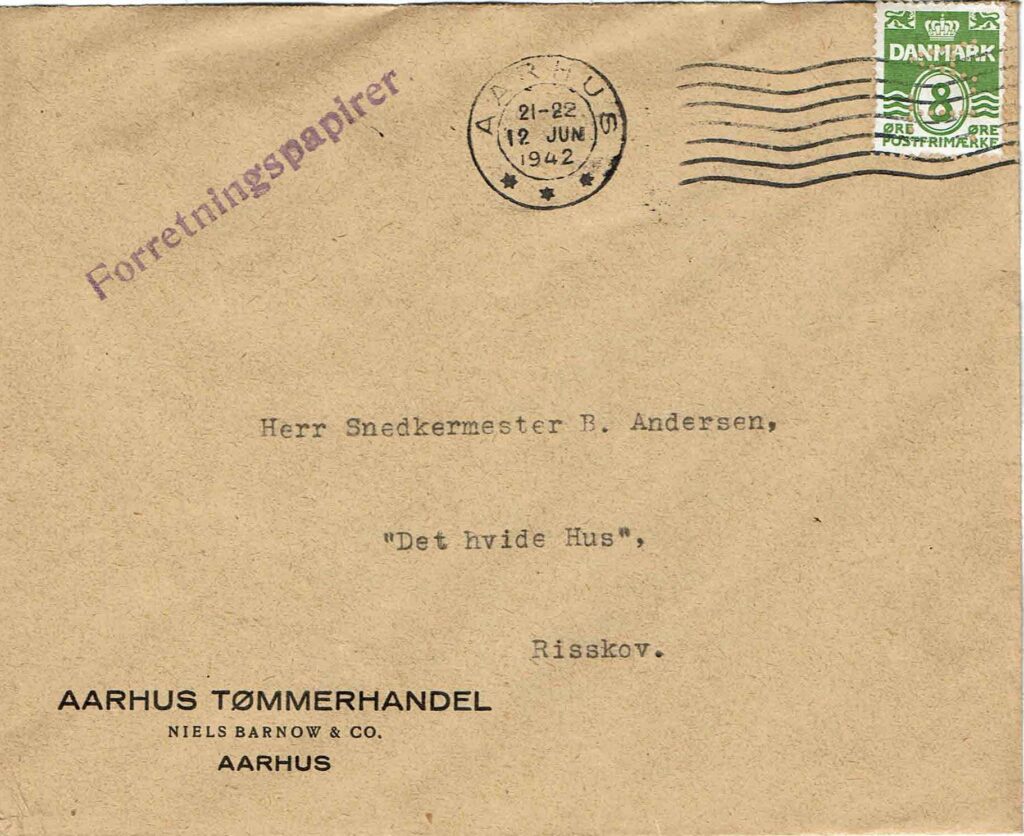 Forretningspapirer
AARHUS
21-22
12 JUN
1942
DANMARK
8
ØRE ØRE
POSTFRIMÆRKE
Herr Snedkermester B. Andersen,
"Det hvide Hus",
Risskov.
AARHUS TØMMERHANDEL
NIELS BARNOW & CO.
AARHUS